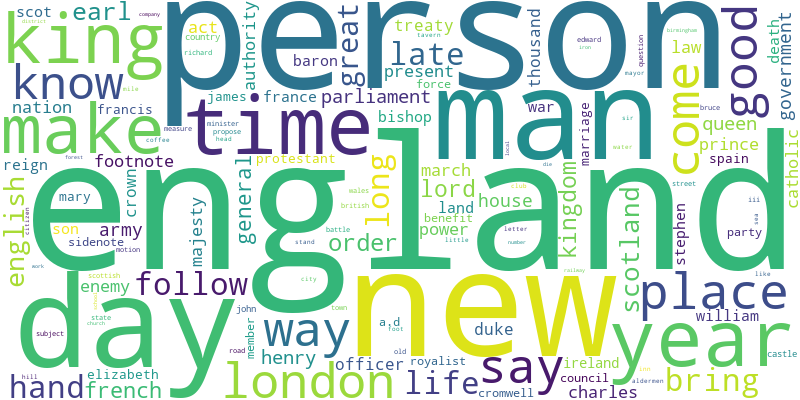 person
england
new
man
day
king
time
make
year
know
place
good
come
way
say
london
life
follow
late
great
earl
scot
act
country
richard
tavern
company
district
mile
authority
baron
treaty
present
force
thousand
edward
iron
question
mayor
birmingham
law
death
government
nation
francis
james
france
parliament
bishop
measure
coffee
minister
propose
head
war
marriage
sir
water
bruce
queen
prince
spain
catholic
reign
footnote
protestant
march
local
die
street
forest
english
mary
crown
son
army
sidenote
motion
citizen
majesty
general
long
wales
british
battle
stand
lord
land
benefit
power
little
house
club
letter
number
kingdom
iii
sea
scotland
stephen
party
like
order
enemy
scottish
state
church
school
work
subject
hill
elizabeth
french
hand
henry
john
member
road
city
town
a.d
foot
old
duke
officer
royalist
cromwell
ireland
council
charles
railway
inn
aldermen
william
castle
bring